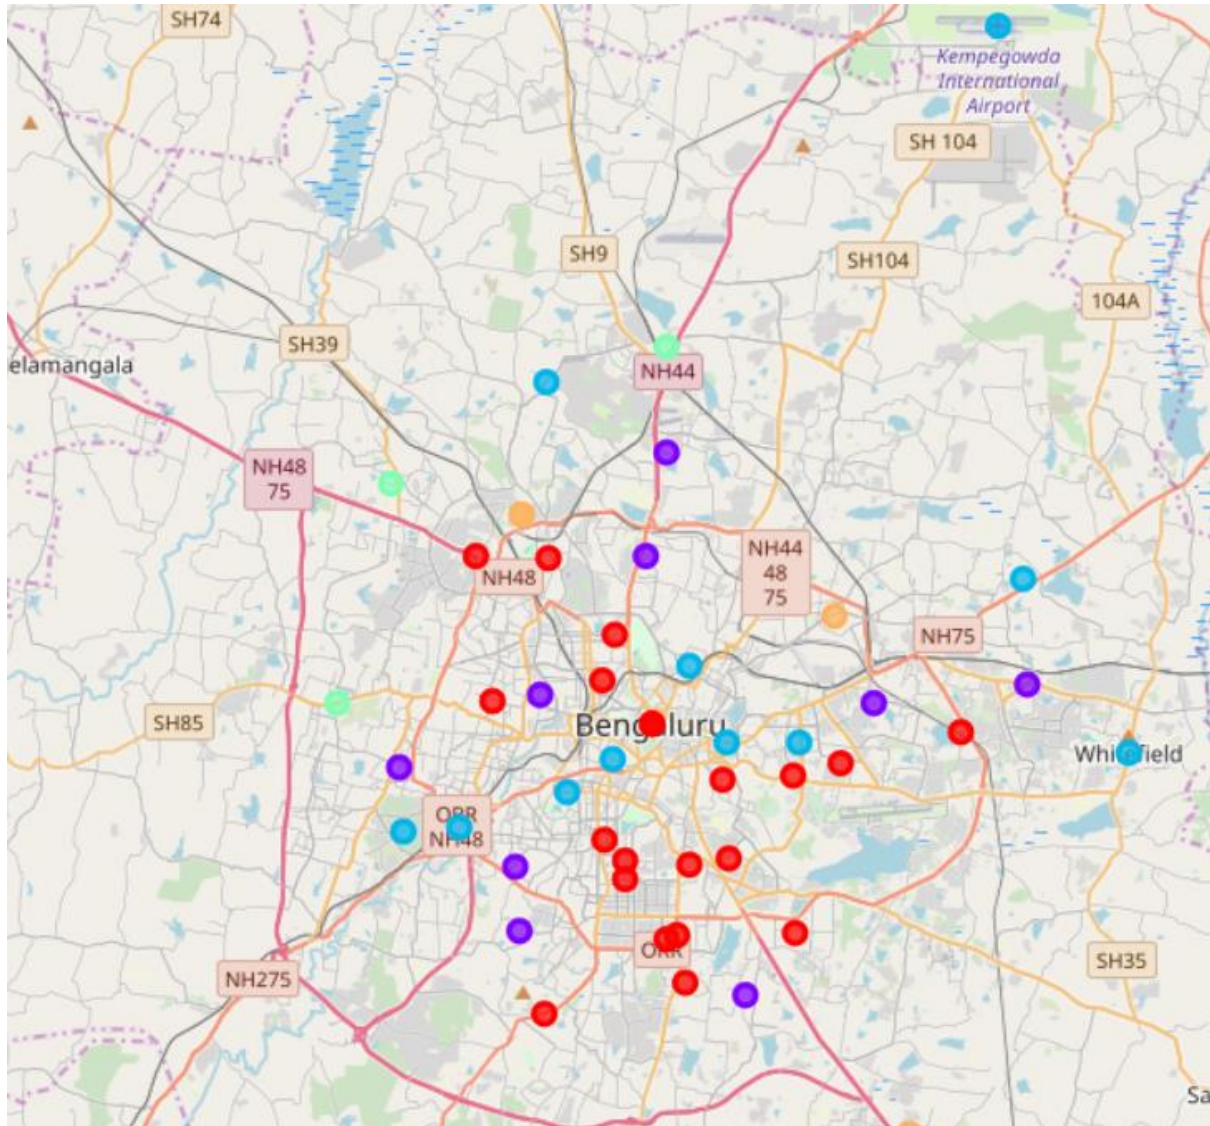 SH74
Kempegowda
International
Airport
SH 104
SH9
SH104
104A
SH39
elamangala
NH44
NH48
75
NH48
NH44
48
75
NH75
SH85
Bengaluru
Whitefield
ORR
NH48
ORR
SH35
NH275
Sa